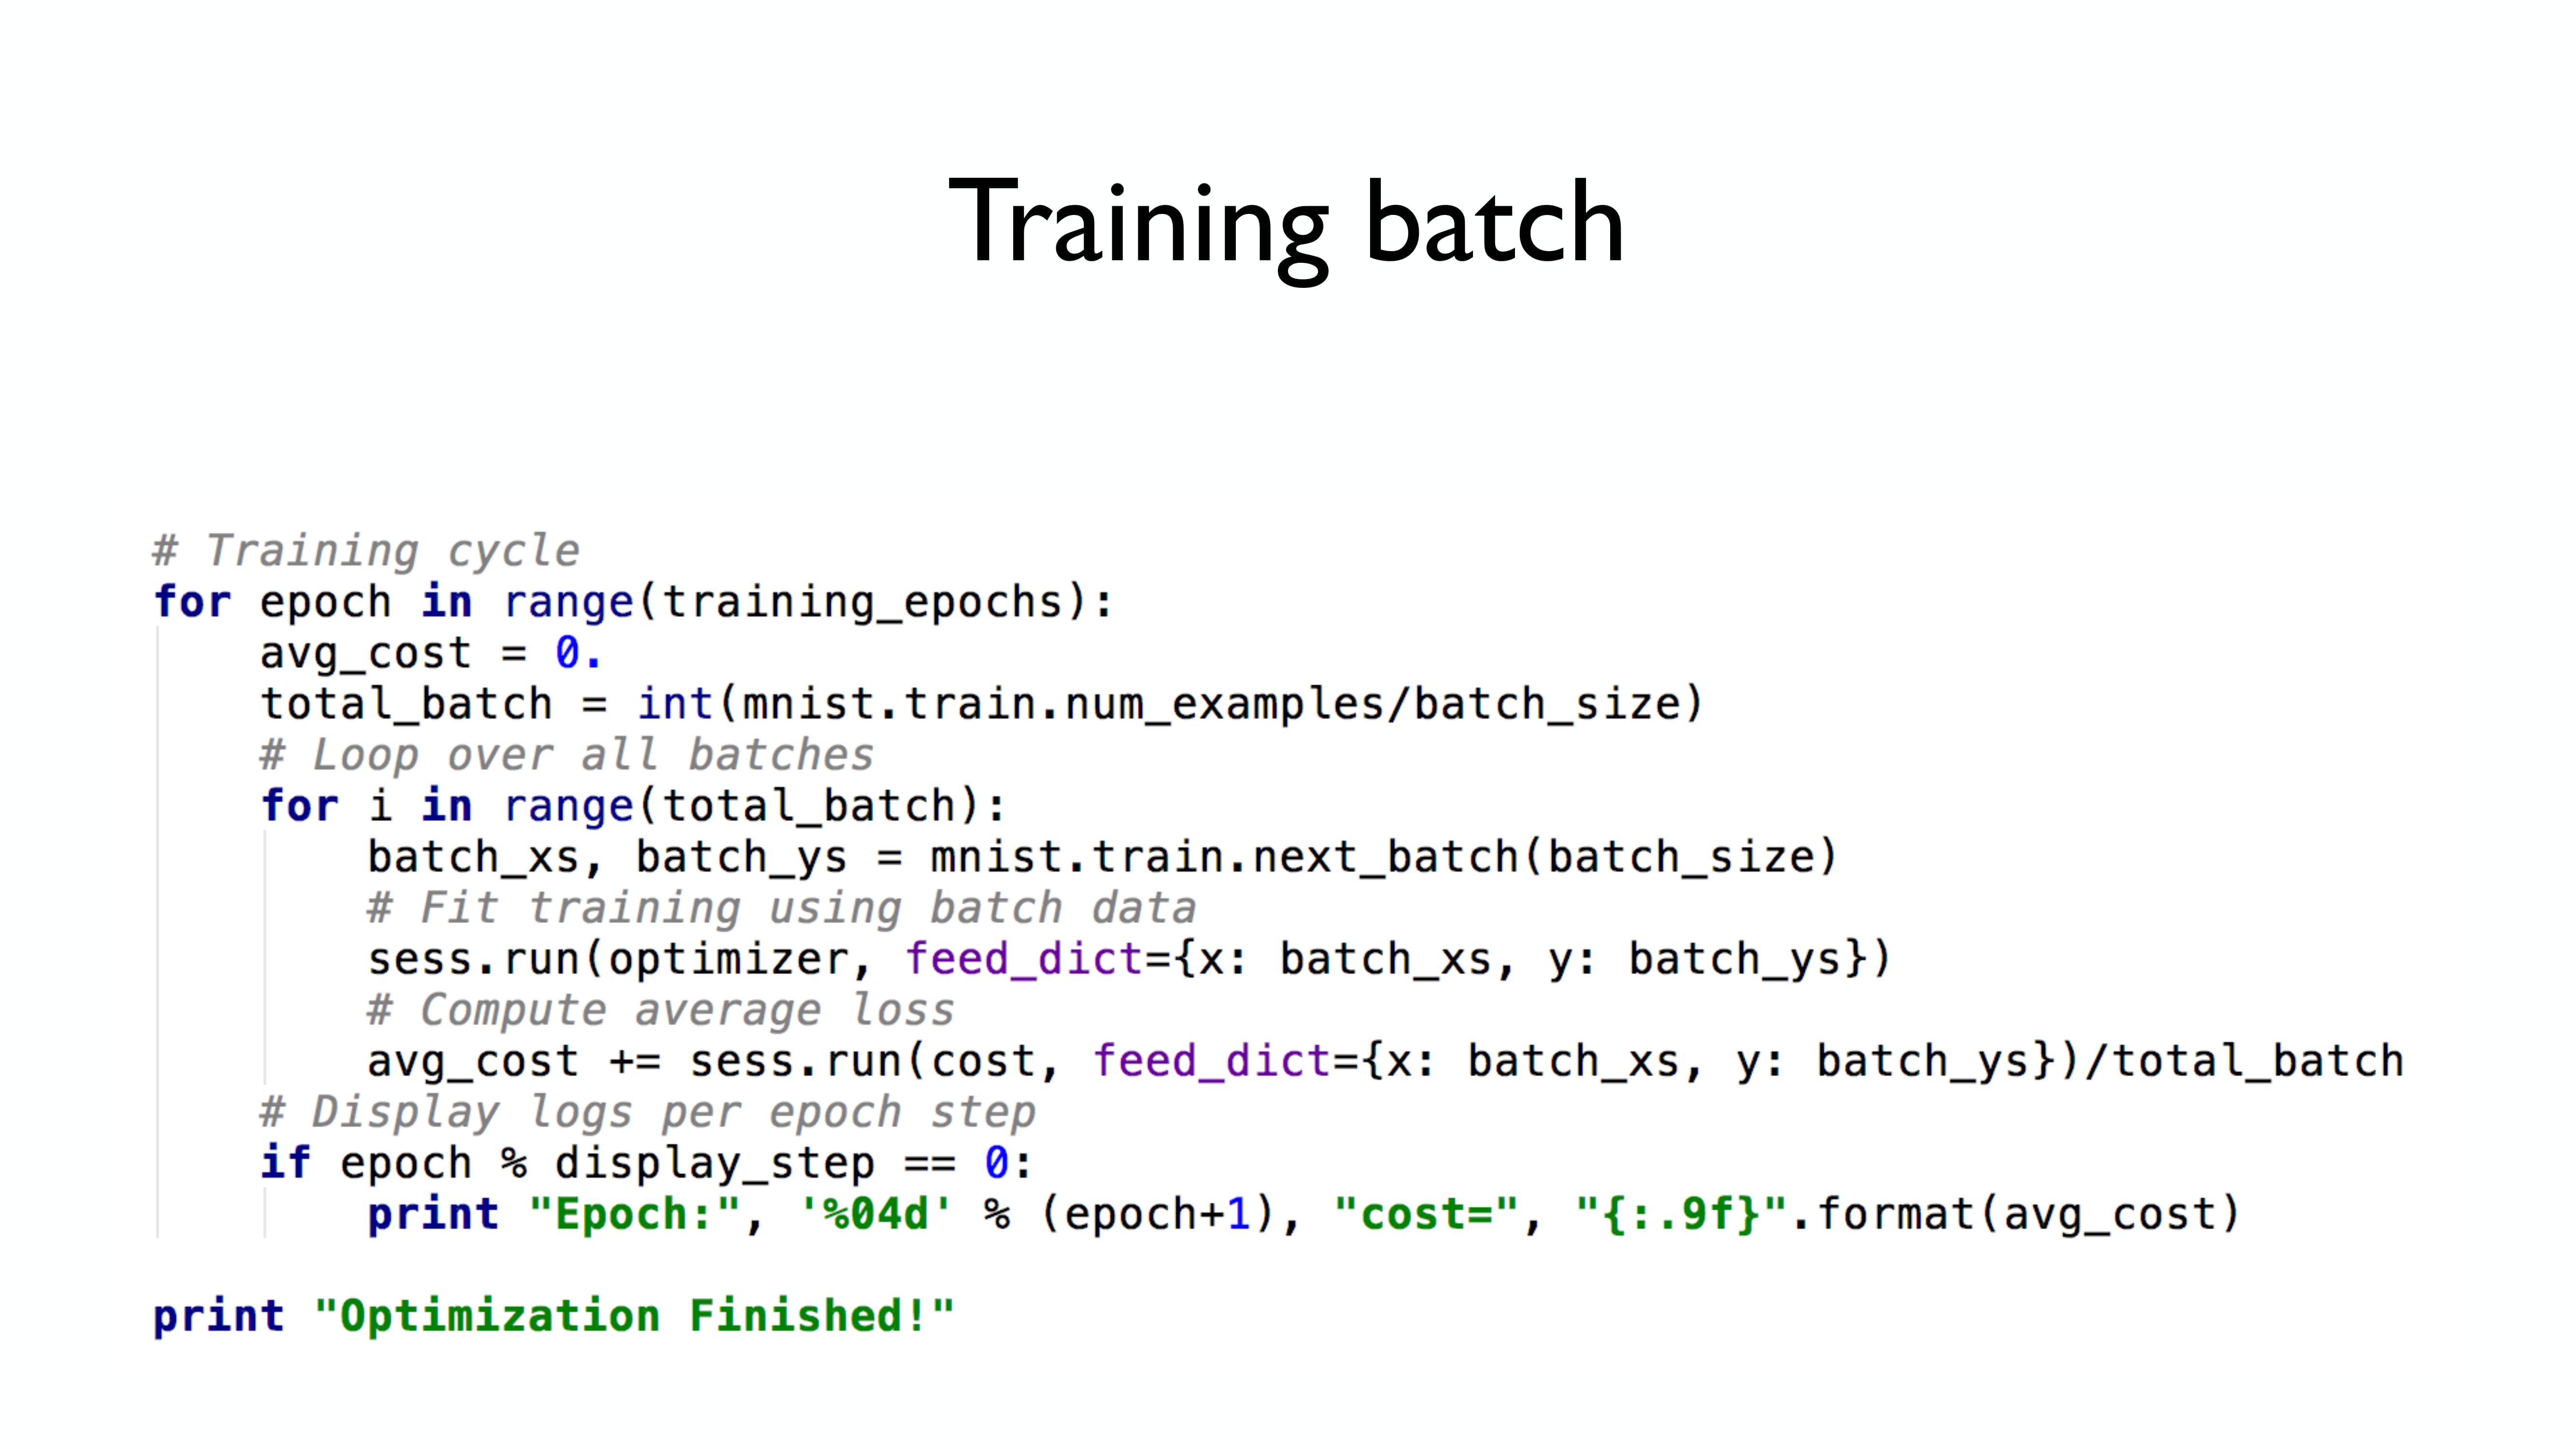 Training batch
# Training cycle
for epoch in range(training_epochs):
    avg_cost = 0.
    total_batch = int(mnist.train.num_examples/batch_size)
    # Loop over all batches
    for i in range(total_batch):
        batch_xs, batch_ys = mnist.train.next_batch(batch_size)
        # Fit training using batch data
        sess.run(optimizer, feed_dict={x: batch_xs, y: batch_ys})
        # Compute average loss
        avg_cost += sess.run(cost, feed_dict={x: batch_xs, y: batch_ys})/total_batch
    # Display logs per epoch step
    if epoch % display_step == 0:
        print "Epoch:", '%04d' % (epoch+1), "cost=", "{:.9f}".format(avg_cost)
print "Optimization Finished!"